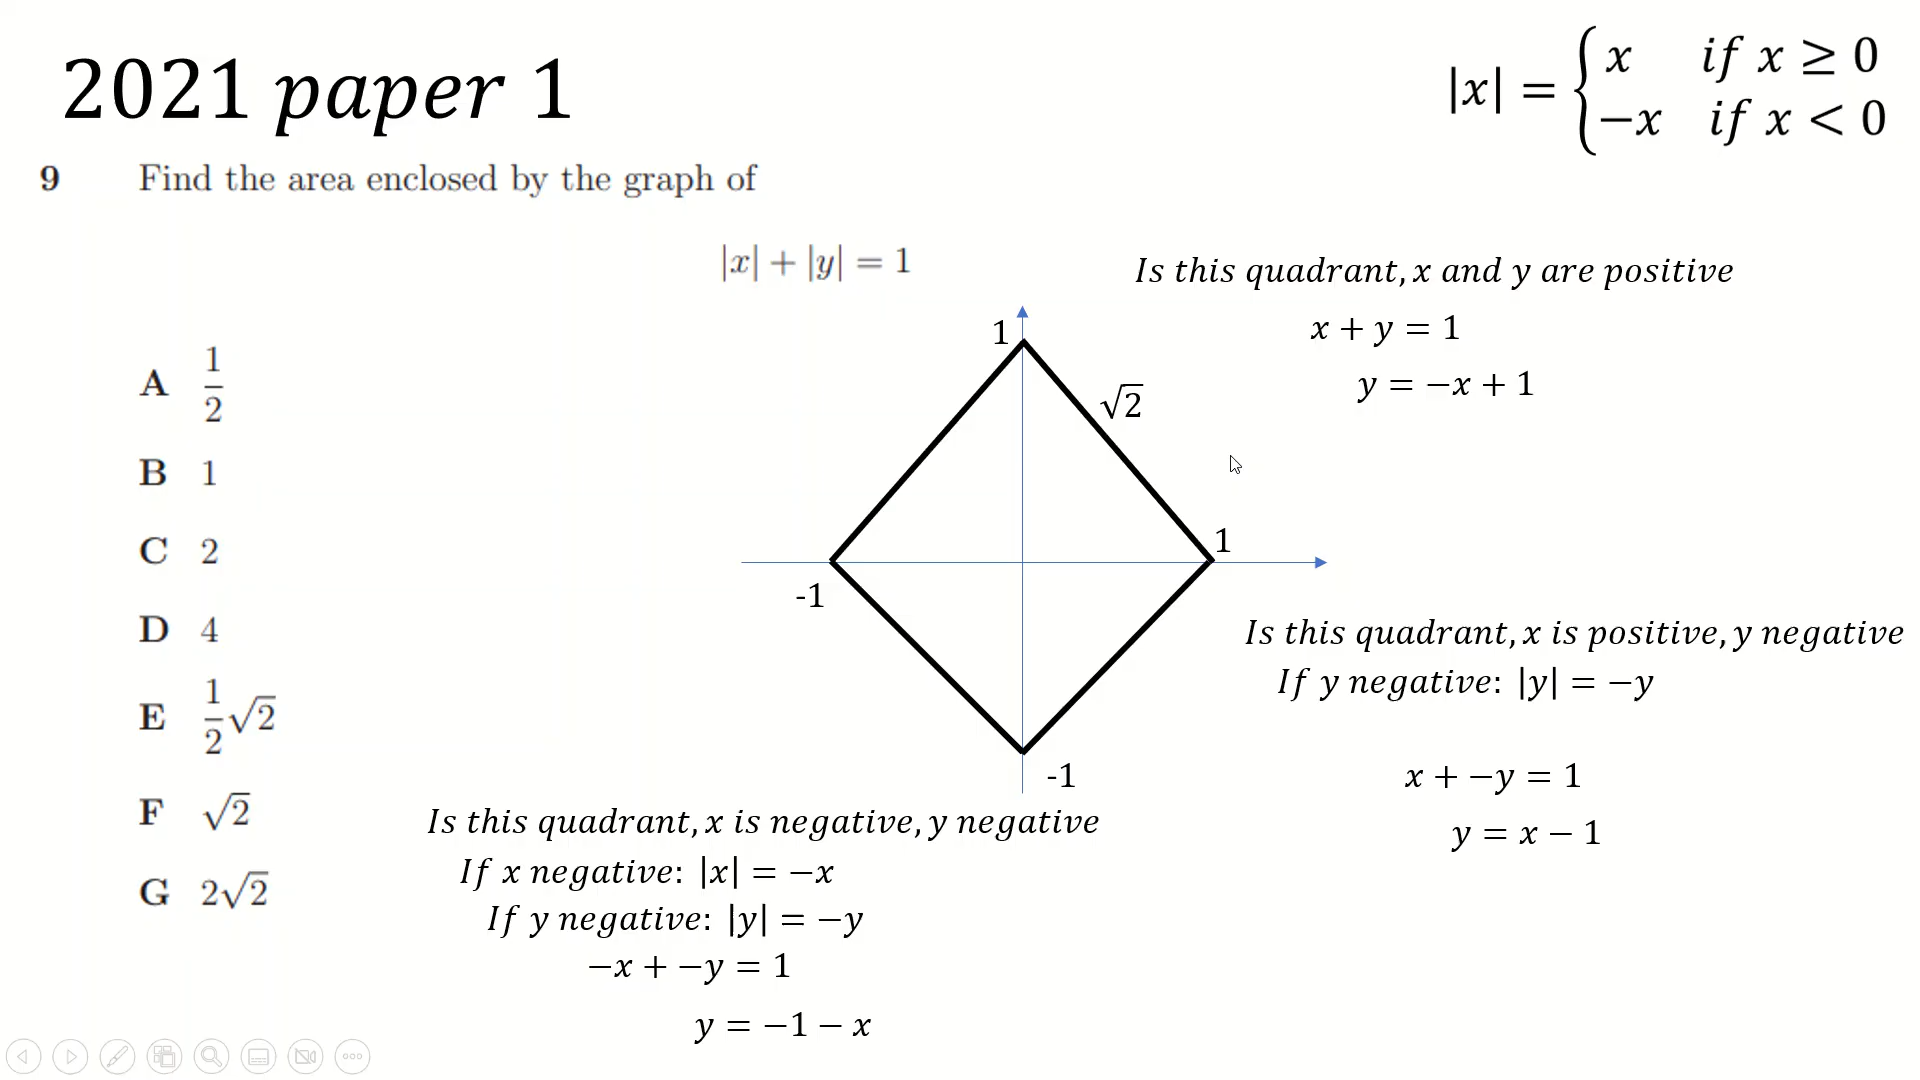 2021 paper 1
|x| = { x if x ≥ 0
−x if x < 0
9 Find the area enclosed by the graph of
|x| + |y| = 1
A 1/2
B 1
C 2
D 4
E 1/2 √2
F √2
G 2√2
1
√2
1
-1
-1
Is this quadrant, x and y are positive
x + y = 1
y = −x + 1
Is this quadrant, x is positive, y negative
If y negative: |y| = −y
x + −y = 1
y = x − 1
Is this quadrant, x is negative, y negative
If x negative: |x| = −x
If y negative: |y| = −y
−x + −y = 1
y = −1 − x